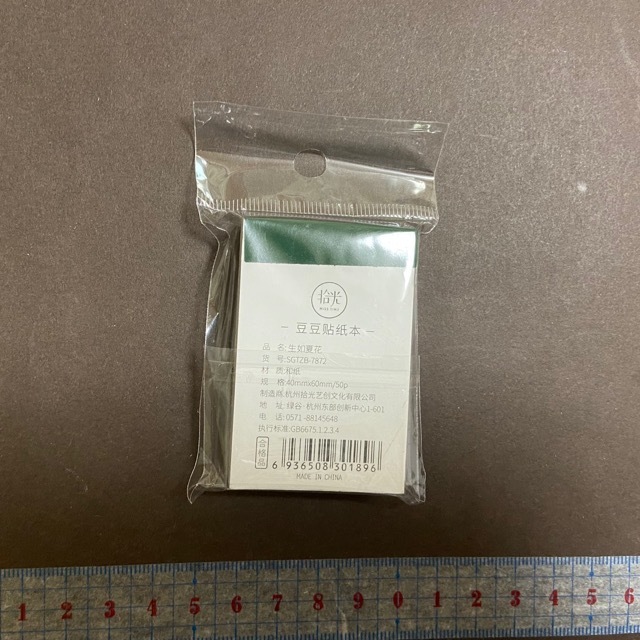 拾光
— 豆豆贴纸本 —
品 名:生如夏花
货 号:SGTZB-7872
材 质:和纸
规 格:40mmx60mm/50p
制造商:杭州拾光艺创文化有限公司
地 址:绿谷·杭州东部创新中心1-601
电 话:0571-88145648
执行标准:GB6675.1.2.3.4
合格品
6 936508 301896
MADE IN CHINA
1 2 3 4 5 6 7 8 9 0 1 2 3 4 5 6